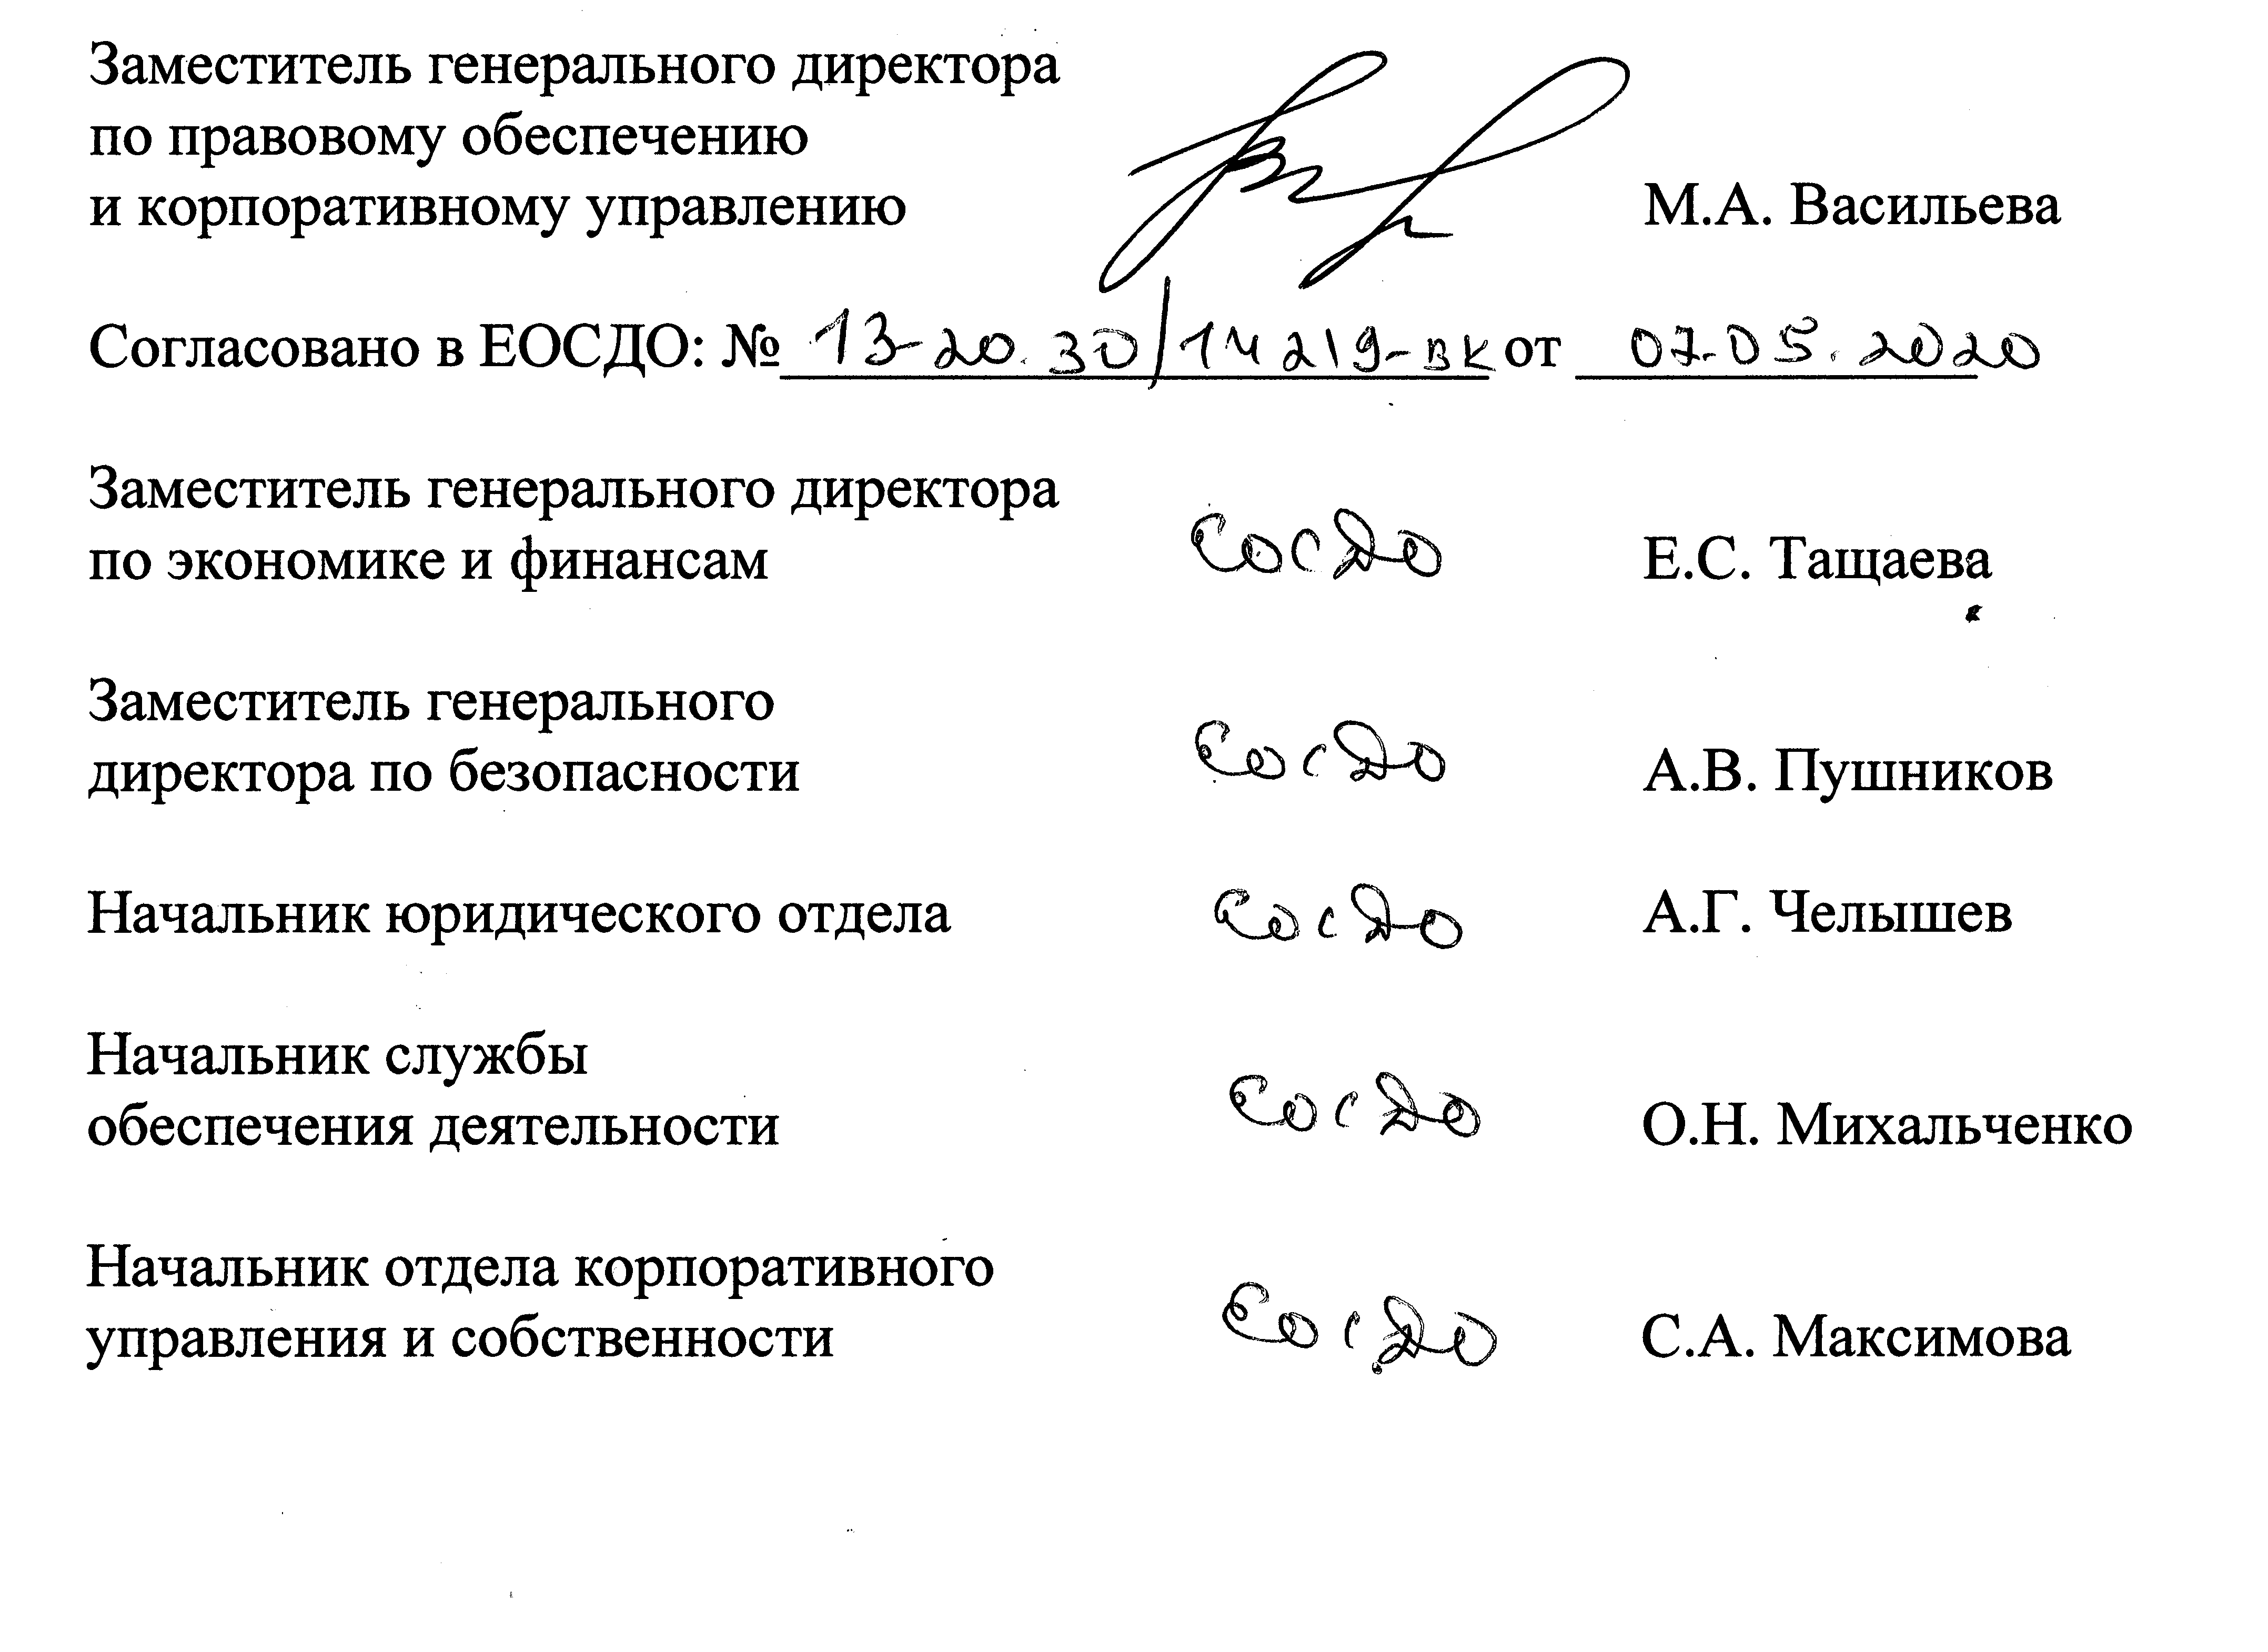 Заместитель генерального директора
по правовому обеспечению
и корпоративному управлению М.А. Васильева
Согласовано в ЕОСДО: № 13-20.30/14219-ВК от 07.05.2020
Заместитель генерального директора
по экономике и финансам ЕОСДО Е.С. Тащаева
Заместитель генерального
директора по безопасности ЕОСДО А.В. Пушников
Начальник юридического отдела ЕОСДО А.Г. Челышев
Начальник службы
обеспечения деятельности ЕОСДО О.Н. Михальченко
Начальник отдела корпоративного
управления и собственности ЕОСДО С.А. Максимова